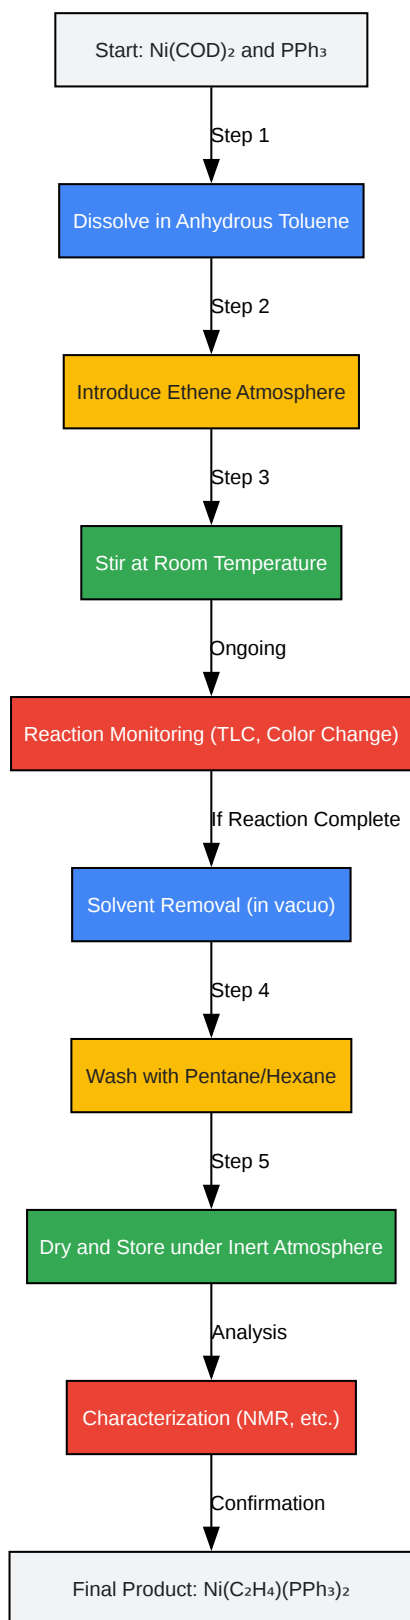 Start: Ni(COD)₂ and PPh₃
Step 1
Dissolve in Anhydrous Toluene
Step 2
Introduce Ethene Atmosphere
Step 3
Stir at Room Temperature
Ongoing
Reaction Monitoring (TLC, Color Change)
If Reaction Complete
Solvent Removal (in vacuo)
Step 4
Wash with Pentane/Hexane
Step 5
Dry and Store under Inert Atmosphere
Analysis
Characterization (NMR, etc.)
Confirmation
Final Product: Ni(C₂H₄)(PPh₃)₂